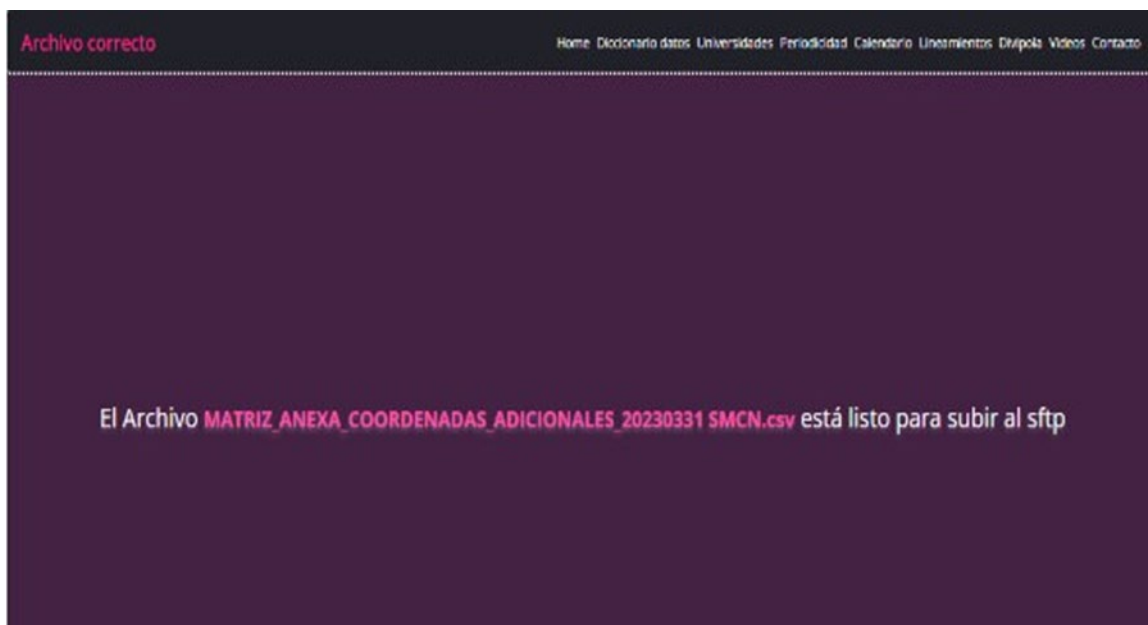 Archivo correcto
Home Diccionario datos Universidades Periodicidad Calendario Lineamientos Divipola Videos Contacto
El Archivo MATRIZ_ANEXA_COORDENADAS_ADICIONALES_20230331 SMCN.csv está listo para subir al sftp